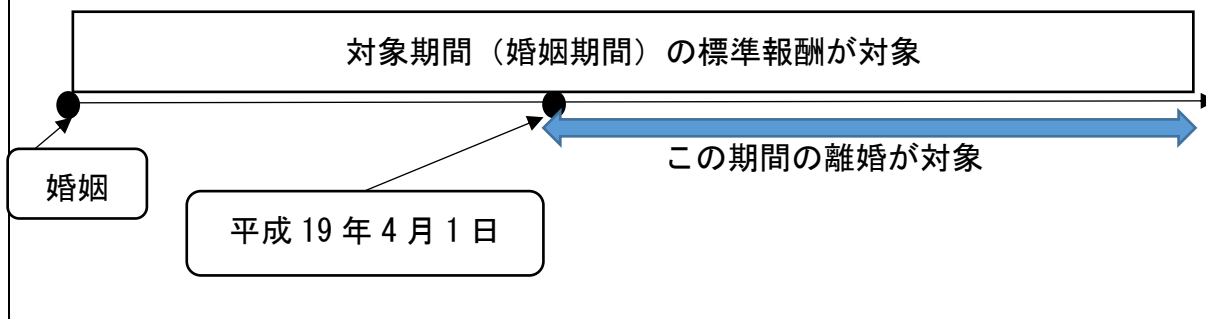 対象期間（婚姻期間）の標準報酬が対象
この期間の離婚が対象
婚姻
平成 19 年 4 月 1 日